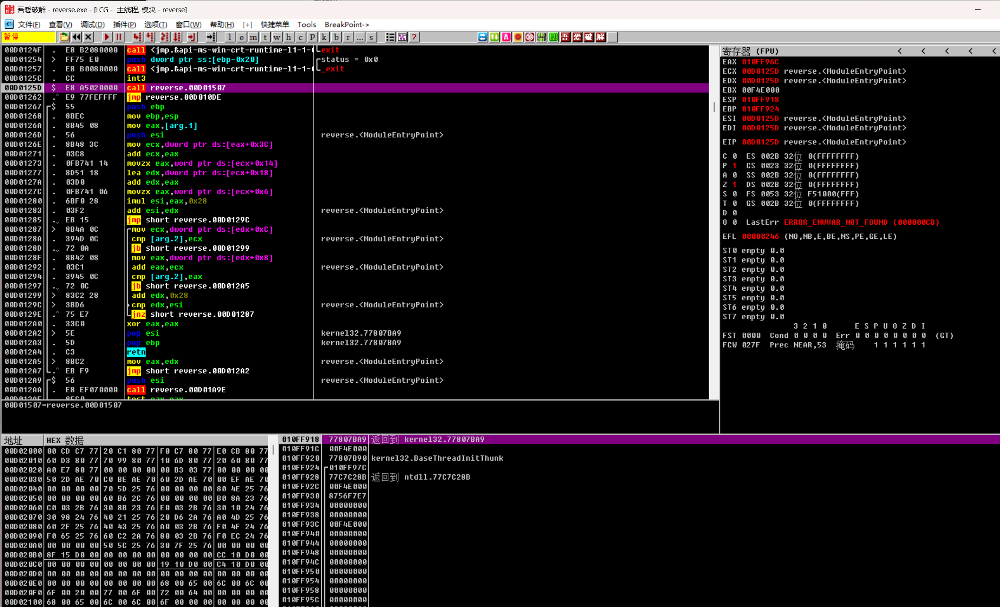 吾爱破解 - reverse.exe - [LCG - 主线程, 模块 - reverse]
文件(F) 查看(V) 调试(D) 插件(P) 选项(T) 窗口(W) 帮助(H) [+] 快捷菜单 Tools BreakPoint->
暂停 l e m t w h c P k b r ... s ? A 吾 爱 破 解
00D0124F . E8 B2080000 call <jmp.&api-ms-win-crt-runtime-l1-1- exit
00D01254 > FF75 E0 push dword ptr ss:[ebp-0x20] status = 0x0
00D01257 . E8 B0080000 call <jmp.&api-ms-win-crt-runtime-l1-1- _exit
00D0125C . CC int3
00D0125D $ E8 A5020000 call reverse.00D01507
00D01262 .^ E9 77FEFFFF jmp reverse.00D010DE
00D01267 $ 55 push ebp
00D01268 . 8BEC mov ebp,esp
00D0126A . 8B45 08 mov eax,[arg.1]
00D0126D . 56 push esi reverse.<ModuleEntryPoint>
00D0126E . 8B48 3C mov ecx,dword ptr ds:[eax+0x3C]
00D01271 . 03C8 add ecx,eax
00D01273 . 0FB741 14 movzx eax,word ptr ds:[ecx+0x14]
00D01277 . 8D51 18 lea edx,dword ptr ds:[ecx+0x18]
00D0127A . 03D0 add edx,eax
00D0127C . 0FB741 06 movzx eax,word ptr ds:[ecx+0x6]
00D01280 . 6BF0 28 imul esi,eax,0x28
00D01283 . 03F2 add esi,edx reverse.<ModuleEntryPoint>
00D01285 .v EB 15 jmp short reverse.00D0129C
00D01287 > 8B4A 0C mov ecx,dword ptr ds:[edx+0xC]
00D0128A . 394D 0C cmp [arg.2],ecx reverse.<ModuleEntryPoint>
00D0128D .v 72 0A jb short reverse.00D01299
00D0128F . 8B42 08 mov eax,dword ptr ds:[edx+0x8]
00D01292 . 03C1 add eax,ecx reverse.<ModuleEntryPoint>
00D01294 . 3945 0C cmp [arg.2],eax
00D01297 .v 72 0C jb short reverse.00D012A5
00D01299 > 83C2 28 add edx,0x28
00D0129C > 3BD6 cmp edx,esi reverse.<ModuleEntryPoint>
00D0129E .^ 75 E7 jnz short reverse.00D01287
00D012A0 . 33C0 xor eax,eax
00D012A2 > 5E pop esi kernel32.77807BA9
00D012A3 . 5D pop ebp kernel32.77807BA9
00D012A4 . C3 retn
00D012A5 > 8BC2 mov eax,edx reverse.<ModuleEntryPoint>
00D012A7 .^ EB F9 jmp short reverse.00D012A2
00D012A9 $ 56 push esi reverse.<ModuleEntryPoint>
00D012AA . E8 EF070000 call reverse.00D01A9E
00D01507=reverse.00D01507
寄存器 (FPU) < < < < <
EAX 010FF96C
ECX 00D0125D reverse.<ModuleEntryPoint>
EDX 00D0125D reverse.<ModuleEntryPoint>
EBX 00F4E000
ESP 010FF918
EBP 010FF924
ESI 00D0125D reverse.<ModuleEntryPoint>
EDI 00D0125D reverse.<ModuleEntryPoint>
EIP 00D0125D reverse.<ModuleEntryPoint>
C 0 ES 002B 32位 0(FFFFFFFF)
P 1 CS 0023 32位 0(FFFFFFFF)
A 0 SS 002B 32位 0(FFFFFFFF)
Z 1 DS 002B 32位 0(FFFFFFFF)
S 0 FS 0053 32位 F51000(FFF)
T 0 GS 002B 32位 0(FFFFFFFF)
D 0
O 0 LastErr ERROR_ENVVAR_NOT_FOUND (000000CB)
EFL 00000246 (NO,NB,E,BE,NS,PE,GE,LE)
ST0 empty 0.0
ST1 empty 0.0
ST2 empty 0.0
ST3 empty 0.0
ST4 empty 0.0
ST5 empty 0.0
ST6 empty 0.0
ST7 empty 0.0
3 2 1 0 E S P U O Z D I
FST 0000 Cond 0 0 0 0 Err 0 0 0 0 0 0 0 0 (GT)
FCW 027F Prec NEAR,53 掩码 1 1 1 1 1 1
地址 HEX 数据
00D02000 00 CD C7 77 20 C1 80 77 F0 C7 80 77 E0 CB 80 77
00D02010 60 D3 80 77 70 99 80 77 10 6D 80 77 20 60 80 77
00D02020 A0 E7 80 77 00 00 00 00 00 B3 03 77 00 00 00 00
00D02030 50 2D AE 70 C0 BE AE 70 60 2D AE 70 00 EF AE 70
00D02040 00 00 00 00 70 5D 25 76 00 00 00 00 80 4E 25 76
00D02050 00 00 00 00 60 B6 2C 76 00 00 00 00 B0 8A 23 76
00D02060 C0 03 2B 76 30 8B 23 76 E0 03 2B 76 30 10 24 76
00D02070 30 98 24 76 40 21 25 76 20 D6 2A 76 A0 4D 25 76
00D02080 60 2F 25 76 40 43 25 76 A0 03 2B 76 F0 4F 24 76
00D02090 F0 65 25 76 60 C2 2A 76 80 03 2B 76 F0 EC 24 76
00D020A0 00 00 00 00 50 5C 25 76 30 7F 25 76 00 00 00 00
00D020B0 8F 15 D0 00 00 00 00 00 00 00 00 00 CC 10 D0 00
00D020C0 00 00 00 00 00 00 00 00 19 10 D0 00 C4 10 D0 00
00D020D0 00 00 00 00 00 00 00 00 00 00 00 00 00 00 00 00
00D020E0 00 00 00 00 00 00 00 00 68 00 65 00 6C 00 6C 00
00D020F0 6F 00 20 00 77 00 6F 00 72 00 64 00 00 00 00 00
00D02100 68 00 65 00 6C 00 6C 00 6F 00 00 00 00 00 00 00
010FF918 77807BA9 返回到 kernel32.77807BA9
010FF91C 00F4E000
010FF920 77807B90 kernel32.BaseThreadInitThunk
010FF924 010FF97C
010FF928 77C7C28B 返回到 ntdll.77C7C28B
010FF92C 00F4E000
010FF930 8756F7E7
010FF934 00000000
010FF938 00000000
010FF93C 00F4E000
010FF940 00000000
010FF944 00000000
010FF948 00000000
010FF94C 00000000
010FF950 00000000
010FF954 00000000
010FF958 00000000
010FF95C 00000000